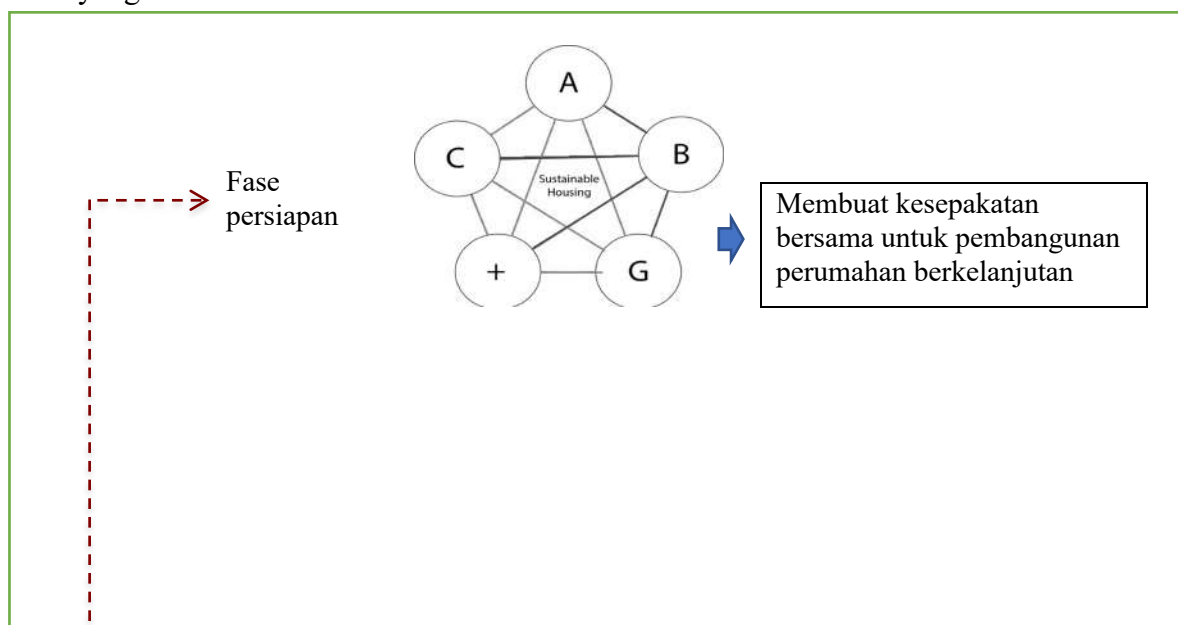 A
C
B
Sustainable
Housing
Fase
persiapan
Membuat kesepakatan
bersama untuk pembangunan
perumahan berkelanjutan
+
G